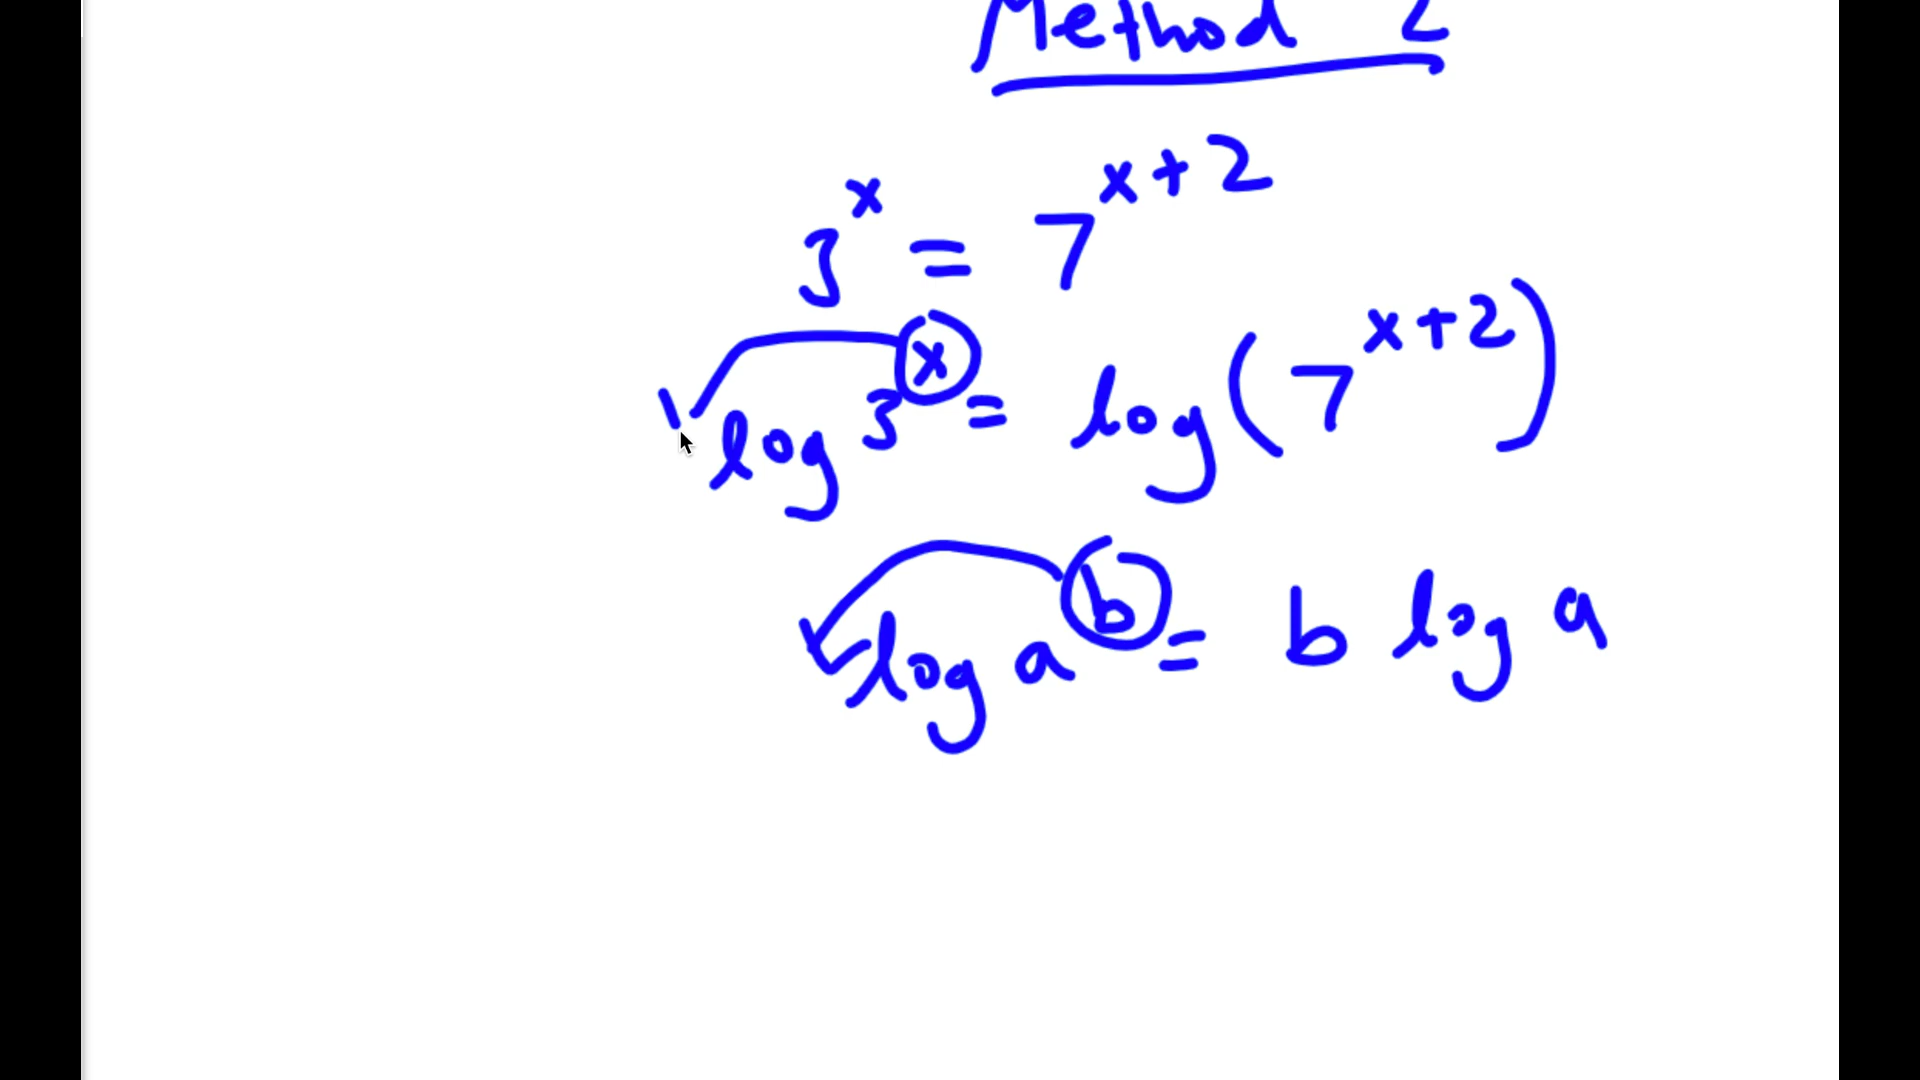 Method 2
3^x = 7^{x+2}
log 3^x = log(7^{x+2})
log a^b = b log a